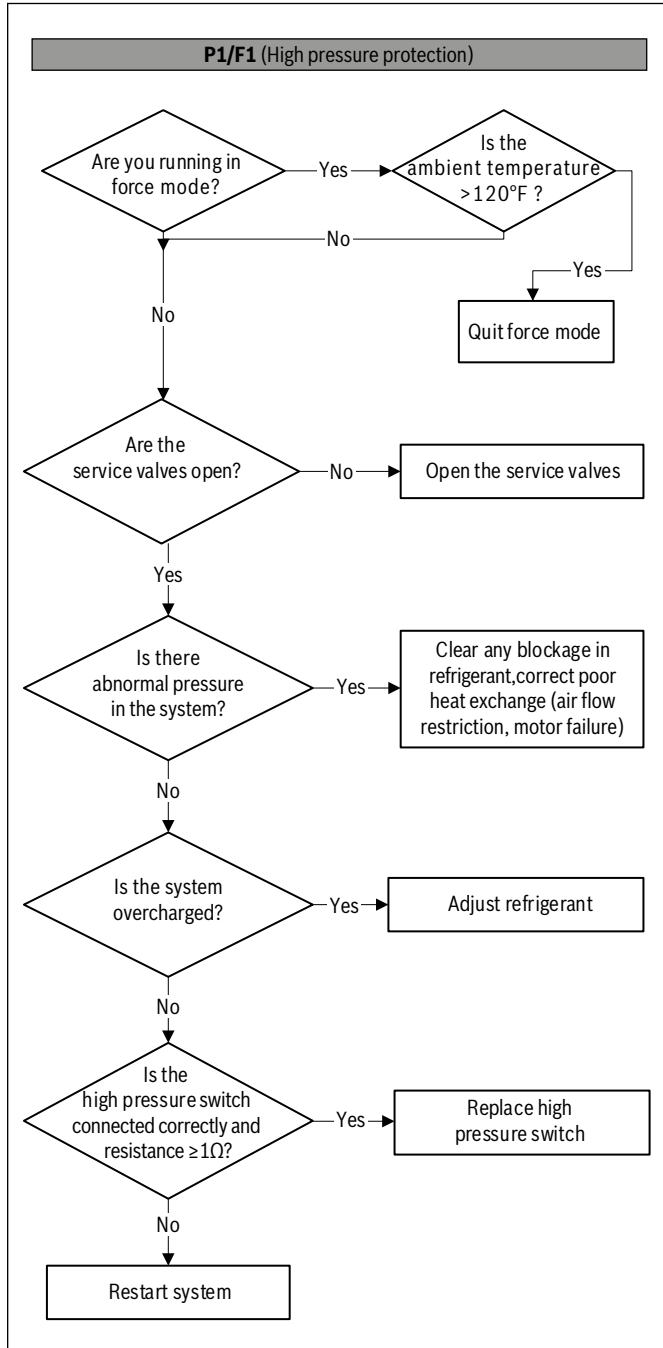 P1/F1 (High pressure protection)
Are you running in
force mode?
Yes
Is the
ambient temperature
>120°F ?
No
Yes
Quit force mode
No
Are the
service valves open?
No
Open the service valves
Yes
Is there
abnormal pressure
in the system?
Yes
Clear any blockage in
refrigerant,correct poor
heat exchange (air flow
restriction, motor failure)
No
Is the system
overcharged?
Yes
Adjust refrigerant
No
Is the
high pressure switch
connected correctly and
resistance ≥1Ω?
Yes
Replace high
pressure switch
No
Restart system